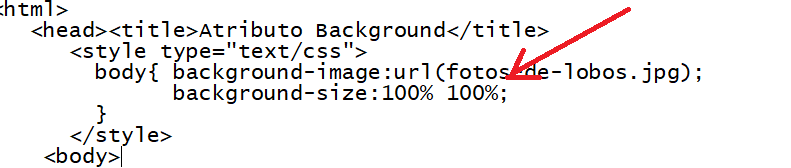 <html>
<head><title>Atributo Background</title>
<style type="text/css">
body{ background-image:url(fotos-de-lobos.jpg);
background-size:100% 100%;
}
</style>
<body>